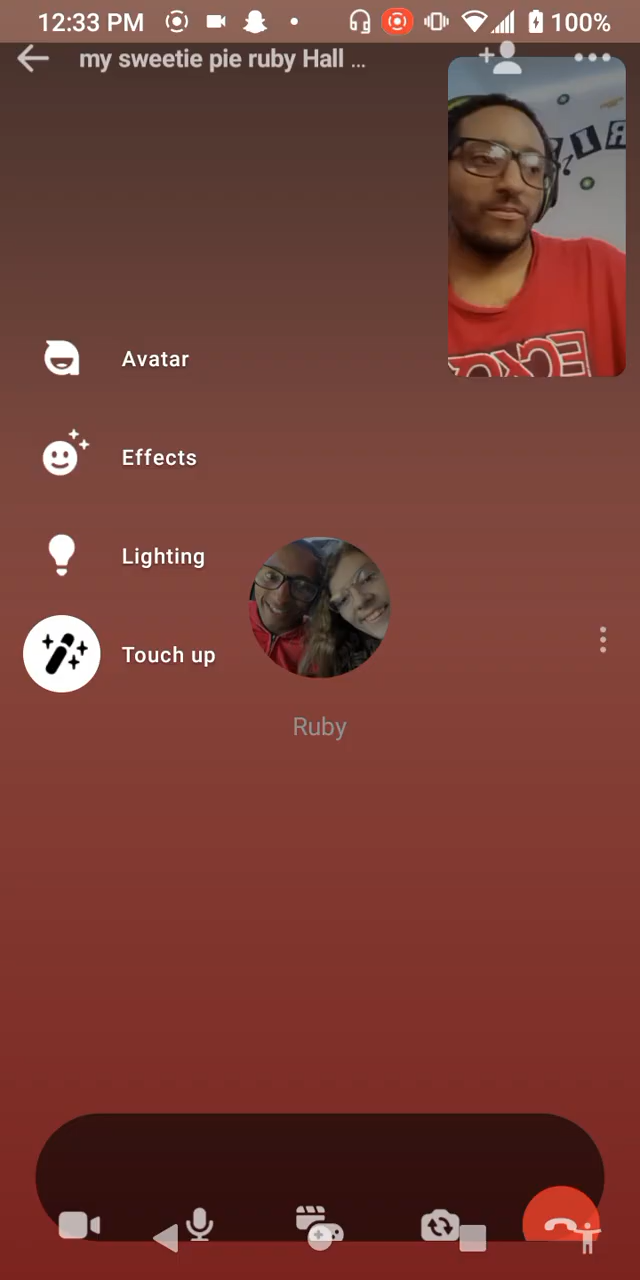 12:33 PM
100%
my sweetie pie ruby Hall ...
Avatar
Effects
Lighting
Touch up
Ruby